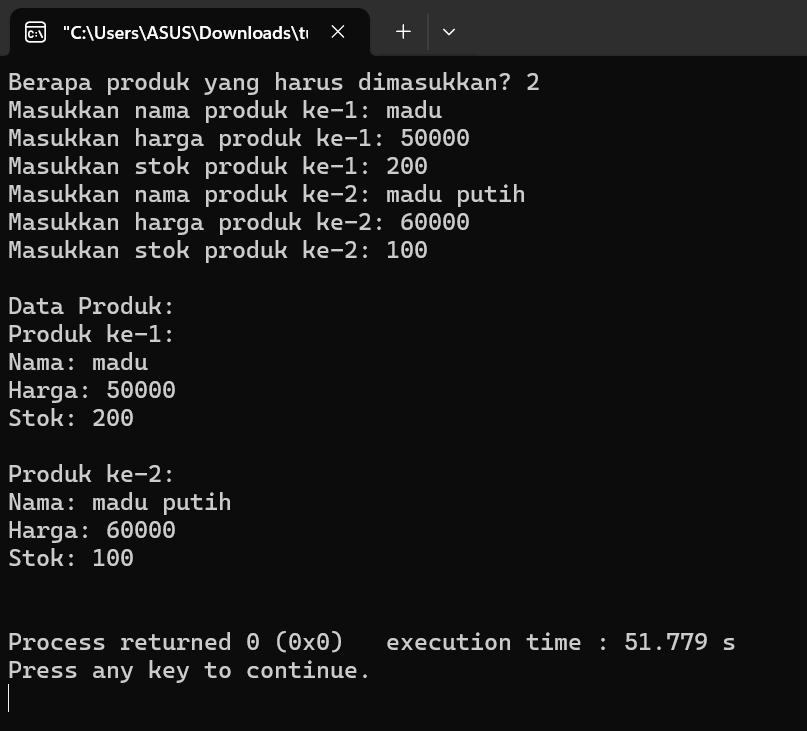 "C:\Users\ASUS\Downloads\tu
Berapa produk yang harus dimasukkan? 2
Masukkan nama produk ke-1: madu
Masukkan harga produk ke-1: 50000
Masukkan stok produk ke-1: 200
Masukkan nama produk ke-2: madu putih
Masukkan harga produk ke-2: 60000
Masukkan stok produk ke-2: 100
Data Produk:
Produk ke-1:
Nama: madu
Harga: 50000
Stok: 200
Produk ke-2:
Nama: madu putih
Harga: 60000
Stok: 100
Process returned 0 (0x0)   execution time : 51.779 s
Press any key to continue.